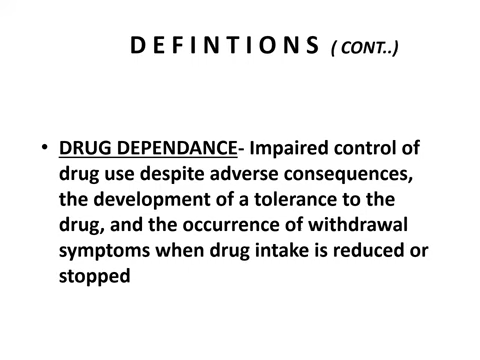 D E F I N T I O N S ( CONT..)
• DRUG DEPENDANCE- Impaired control of
drug use despite adverse consequences,
the development of a tolerance to the
drug, and the occurrence of withdrawal
symptoms when drug intake is reduced or
stopped